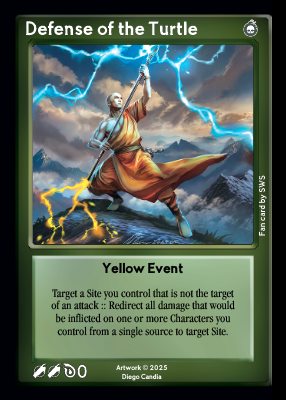 Defense of the Turtle
Fan card by SWS
Yellow Event
Target a Site you control that is not the target
of an attack :: Redirect all damage that would
be inflicted on one or more Characters you
control from a single source to target Site.
0
Artwork © 2025
Diego Candia